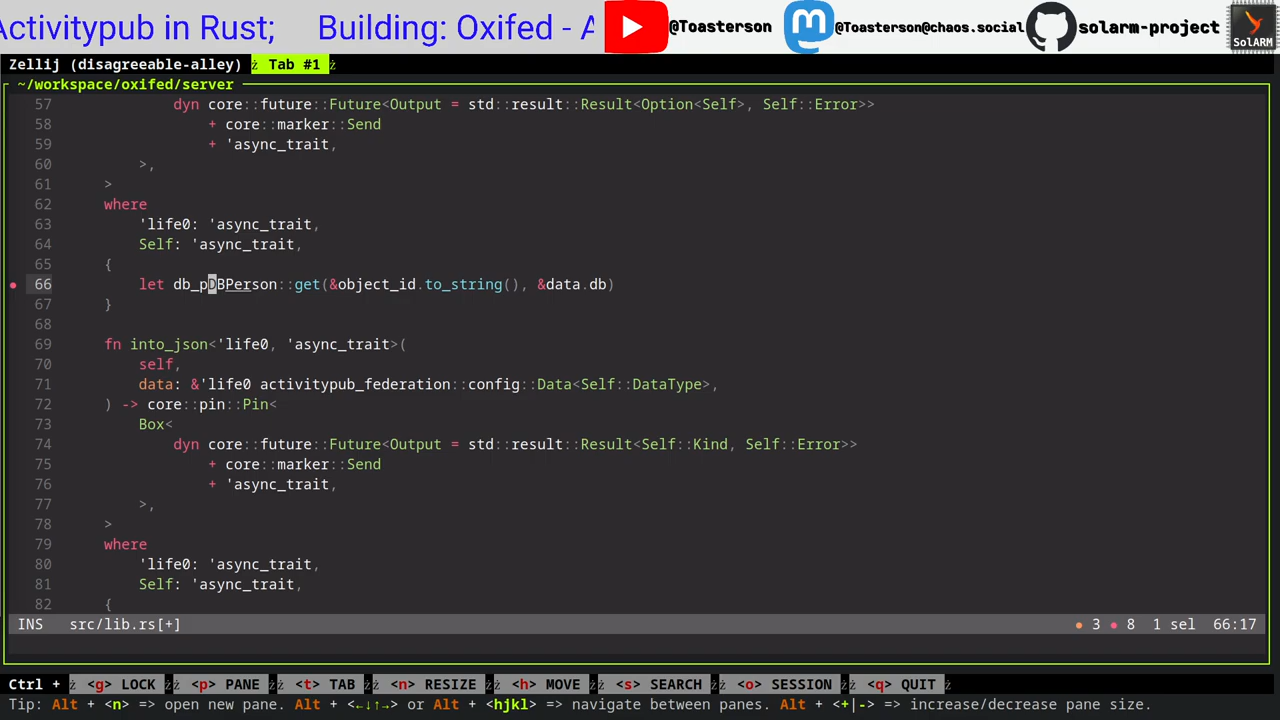 Activitypub in Rust;     Building: Oxifed - A
@Toasterson
@Toasterson@chaos.social
solarm-project
SolARM
Zellij (disagreeable-alley)  Tab #1
~/workspace/oxifed/server
57 dyn core::future::Future<Output = std::result::Result<Option<Self>, Self::Error>>
58 + core::marker::Send
59 + 'async_trait,
60 >,
61 >
62 where
63 'life0: 'async_trait,
64 Self: 'async_trait,
65 {
66 let db_pDBPerson::get(&object_id.to_string(), &data.db)
67 }
68
69 fn into_json<'life0, 'async_trait>(
70 self,
71 data: &'life0 activitypub_federation::config::Data<Self::DataType>,
72 ) -> core::pin::Pin<
73 Box<
74 dyn core::future::Future<Output = std::result::Result<Self::Kind, Self::Error>>
75 + core::marker::Send
76 + 'async_trait,
77 >,
78 >
79 where
80 'life0: 'async_trait,
81 Self: 'async_trait,
82 {
INS   src/lib.rs[+]   ● 3 ● 8  1 sel  66:17
Ctrl + <g> LOCK <p> PANE <t> TAB <n> RESIZE <h> MOVE <s> SEARCH <o> SESSION <q> QUIT
Tip: Alt + <n> => open new pane. Alt + <←↓↑→> or Alt + <hjkl> => navigate between panes. Alt + <+|-> => increase/decrease pane size.